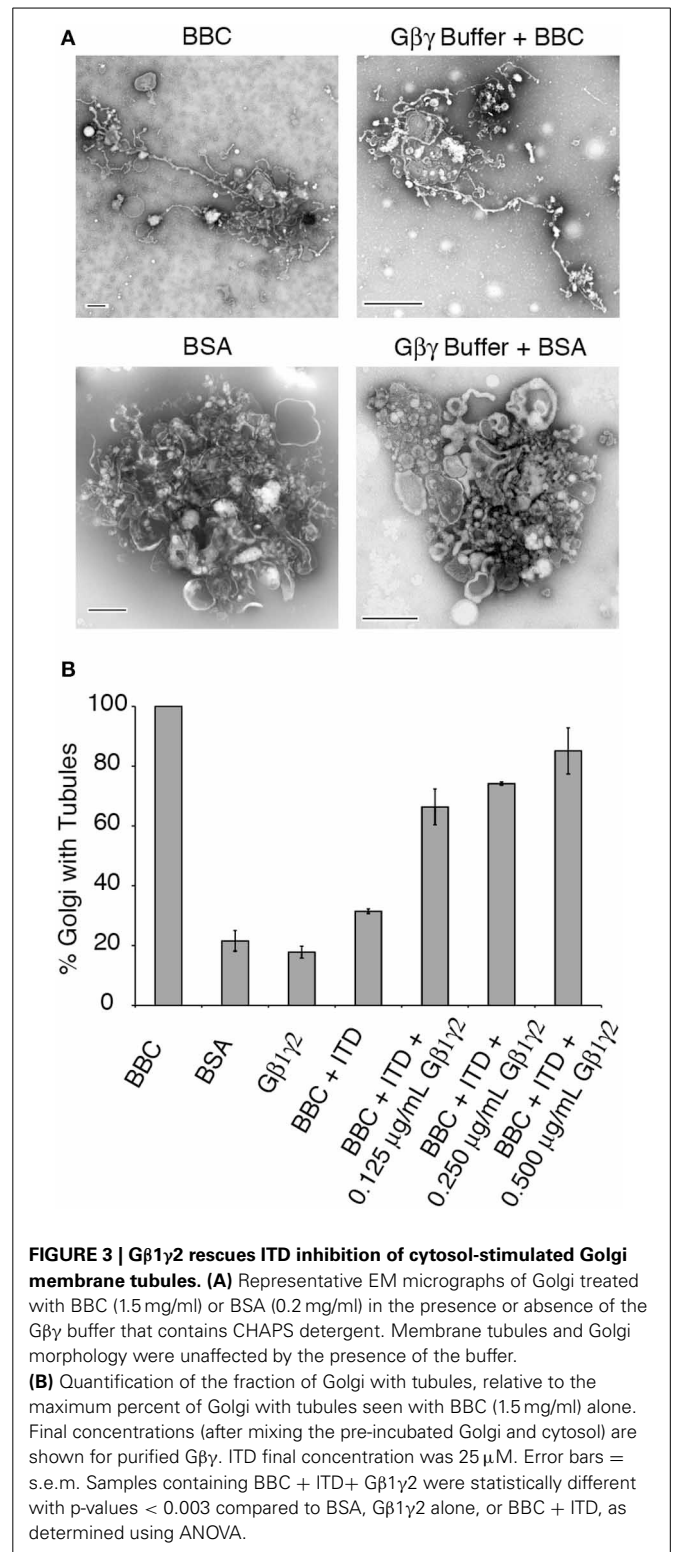 A
BBC
Gβγ Buffer + BBC
BSA
Gβγ Buffer + BSA
B
% Golgi with Tubules
100
80
60
40
20
0
BBC
BSA
Gβ1γ2
BBC + ITD
BBC + ITD +
0.125 μg/mL Gβ1γ2
BBC + ITD +
0.250 μg/mL Gβ1γ2
BBC + ITD +
0.500 μg/mL Gβ1γ2
FIGURE 3 | Gβ1γ2 rescues ITD inhibition of cytosol-stimulated Golgi
membrane tubules. (A) Representative EM micrographs of Golgi treated
with BBC (1.5 mg/ml) or BSA (0.2 mg/ml) in the presence or absence of the
Gβγ buffer that contains CHAPS detergent. Membrane tubules and Golgi
morphology were unaffected by the presence of the buffer.
(B) Quantification of the fraction of Golgi with tubules, relative to the
maximum percent of Golgi with tubules seen with BBC (1.5 mg/ml) alone.
Final concentrations (after mixing the pre-incubated Golgi and cytosol) are
shown for purified Gβγ. ITD final concentration was 25 μM. Error bars =
s.e.m. Samples containing BBC + ITD+ Gβ1γ2 were statistically different
with p-values < 0.003 compared to BSA, Gβ1γ2 alone, or BBC + ITD, as
determined using ANOVA.